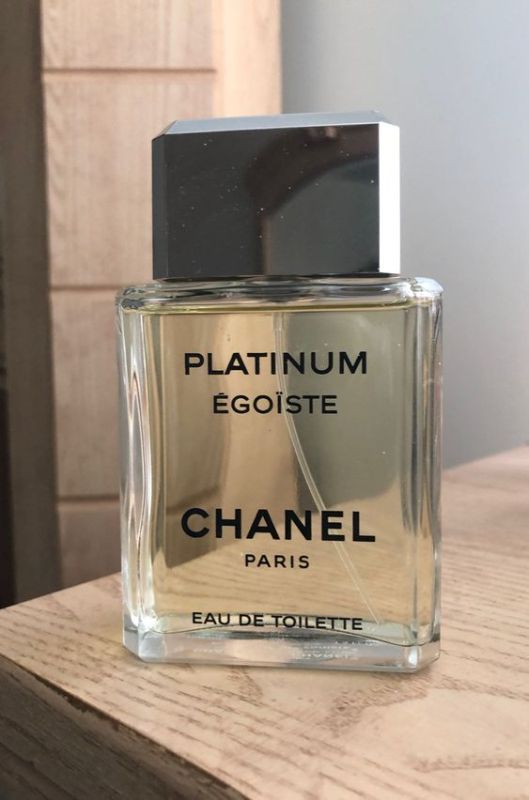 PLATINUM
ÉGOÏSTE
CHANEL
PARIS
EAU DE TOILETTE